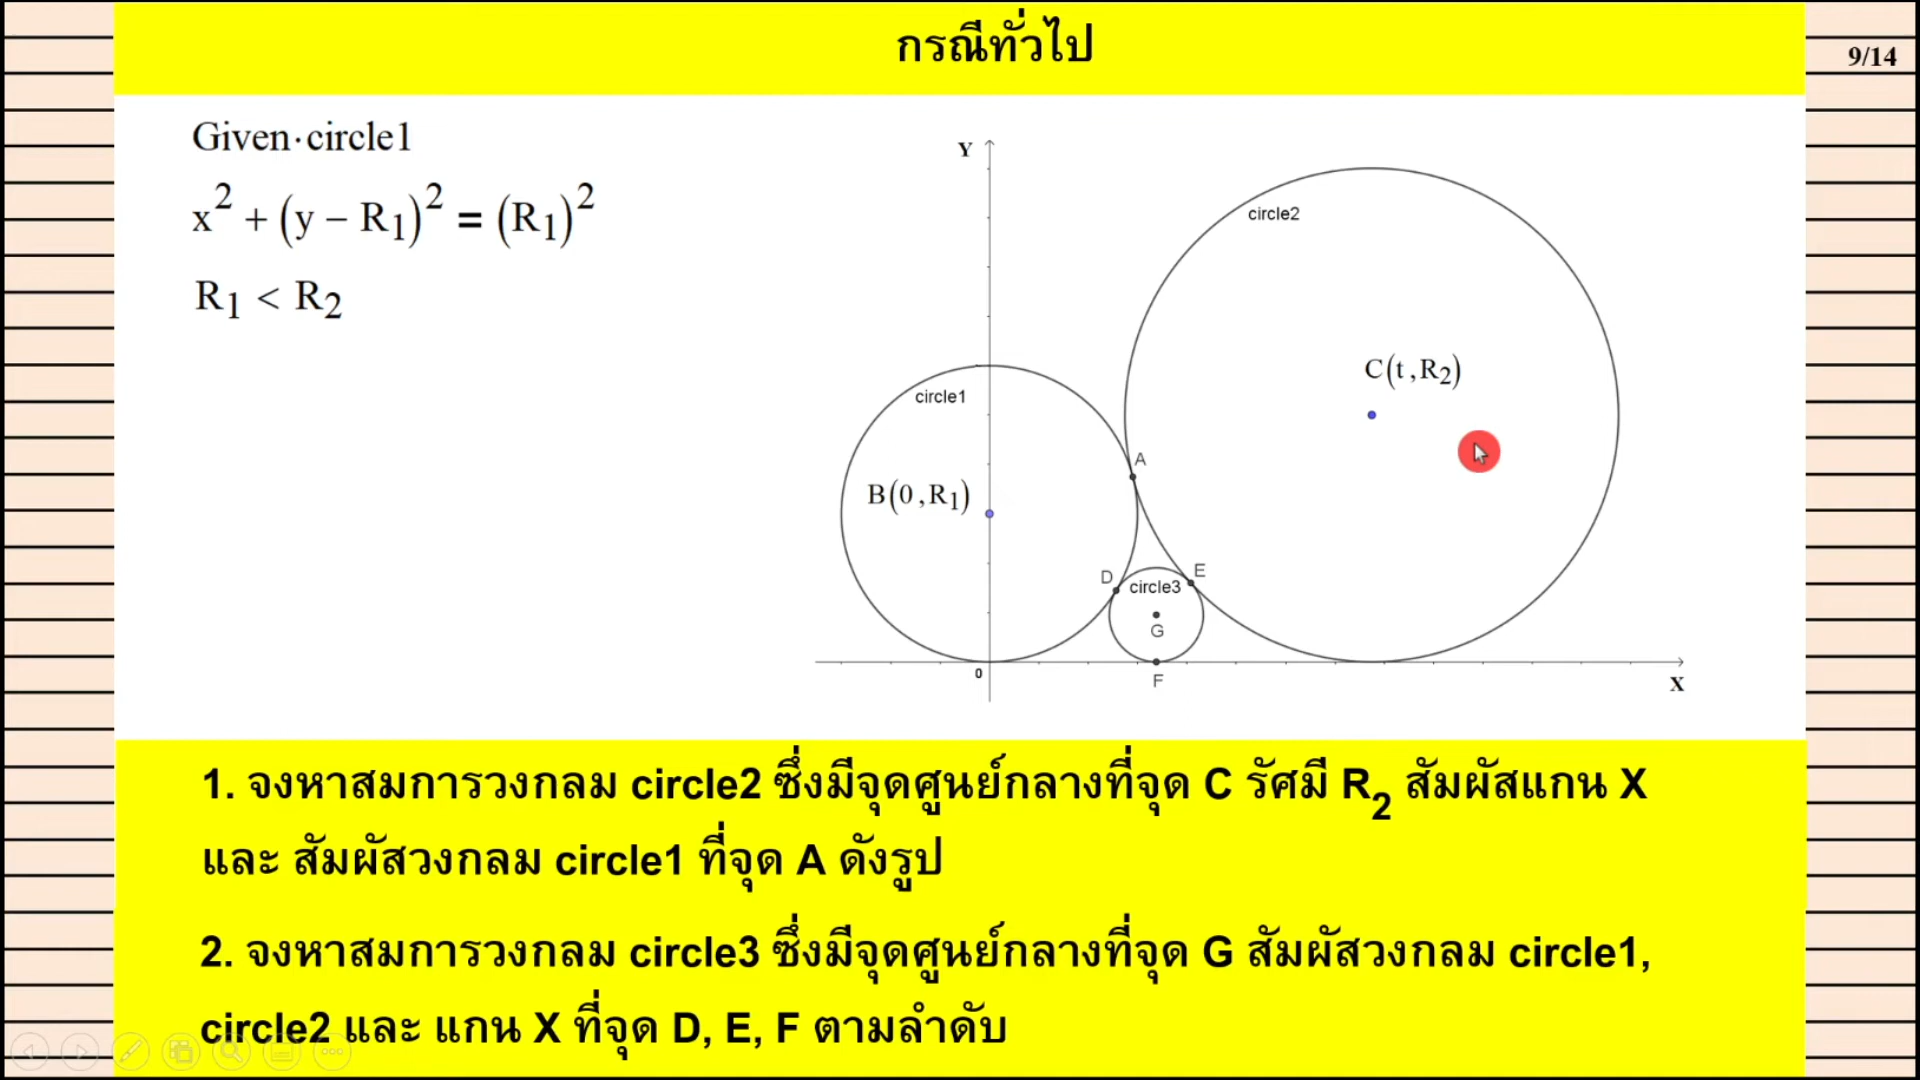 กรณีทั่วไป
9/14
Given·circle1
x² + (y − R₁)² = (R₁)²
R₁ < R₂
Y
circle2
C(t,R₂)
circle1
A
B(0,R₁)
D
E
circle3
G
0
F
X
1. จงหาสมการวงกลม circle2 ซึ่งมีจุดศูนย์กลางที่จุด C รัศมี R₂ สัมผัสแกน X
และ สัมผัสวงกลม circle1 ที่จุด A ดังรูป
2. จงหาสมการวงกลม circle3 ซึ่งมีจุดศูนย์กลางที่จุด G สัมผัสวงกลม circle1,
circle2 และ แกน X ที่จุด D, E, F ตามลำดับ